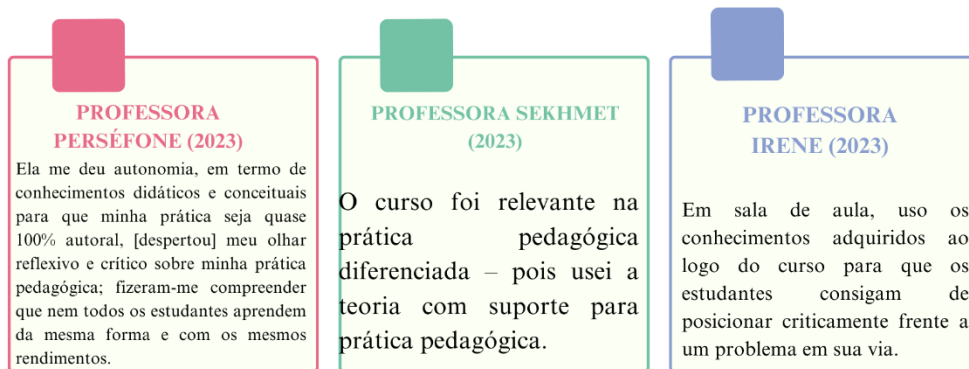 PROFESSORA
PERSÉFONE (2023)
Ela me deu autonomia, em termo de
conhecimentos didáticos e conceituais
para que minha prática seja quase
100% autoral, [despertou] meu olhar
reflexivo e crítico sobre minha prática
pedagógica; fizeram-me compreender
que nem todos os estudantes aprendem
da mesma forma e com os mesmos
rendimentos.
PROFESSORA SEKHMET
(2023)
O curso foi relevante na
prática pedagógica
diferenciada – pois usei a
teoria com suporte para
prática pedagógica.
PROFESSORA
IRENE (2023)
Em sala de aula, uso os
conhecimentos adquiridos ao
logo do curso para que os
estudantes consigam de
posicionar criticamente frente a
um problema em sua via.